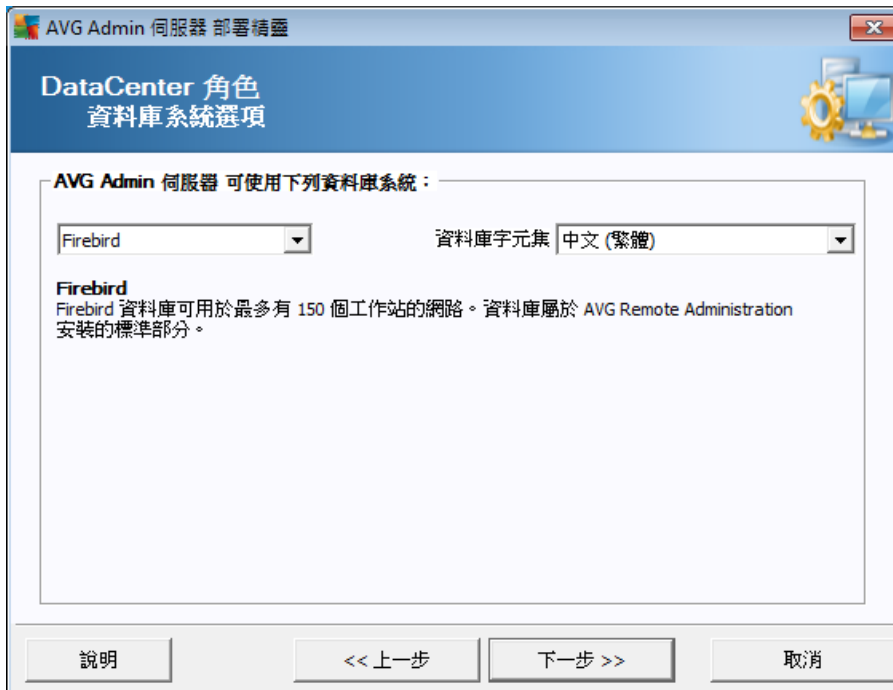 AVG Admin 伺服器 部署精靈
DataCenter 角色
資料庫系統選項
AVG Admin 伺服器 可使用下列資料庫系統：
Firebird 資料庫字元集 中文 (繁體)
Firebird
Firebird 資料庫可用於最多有 150 個工作站的網路。資料庫屬於 AVG Remote Administration
安裝的標準部分。
說明 << 上一步 下一步 >> 取消